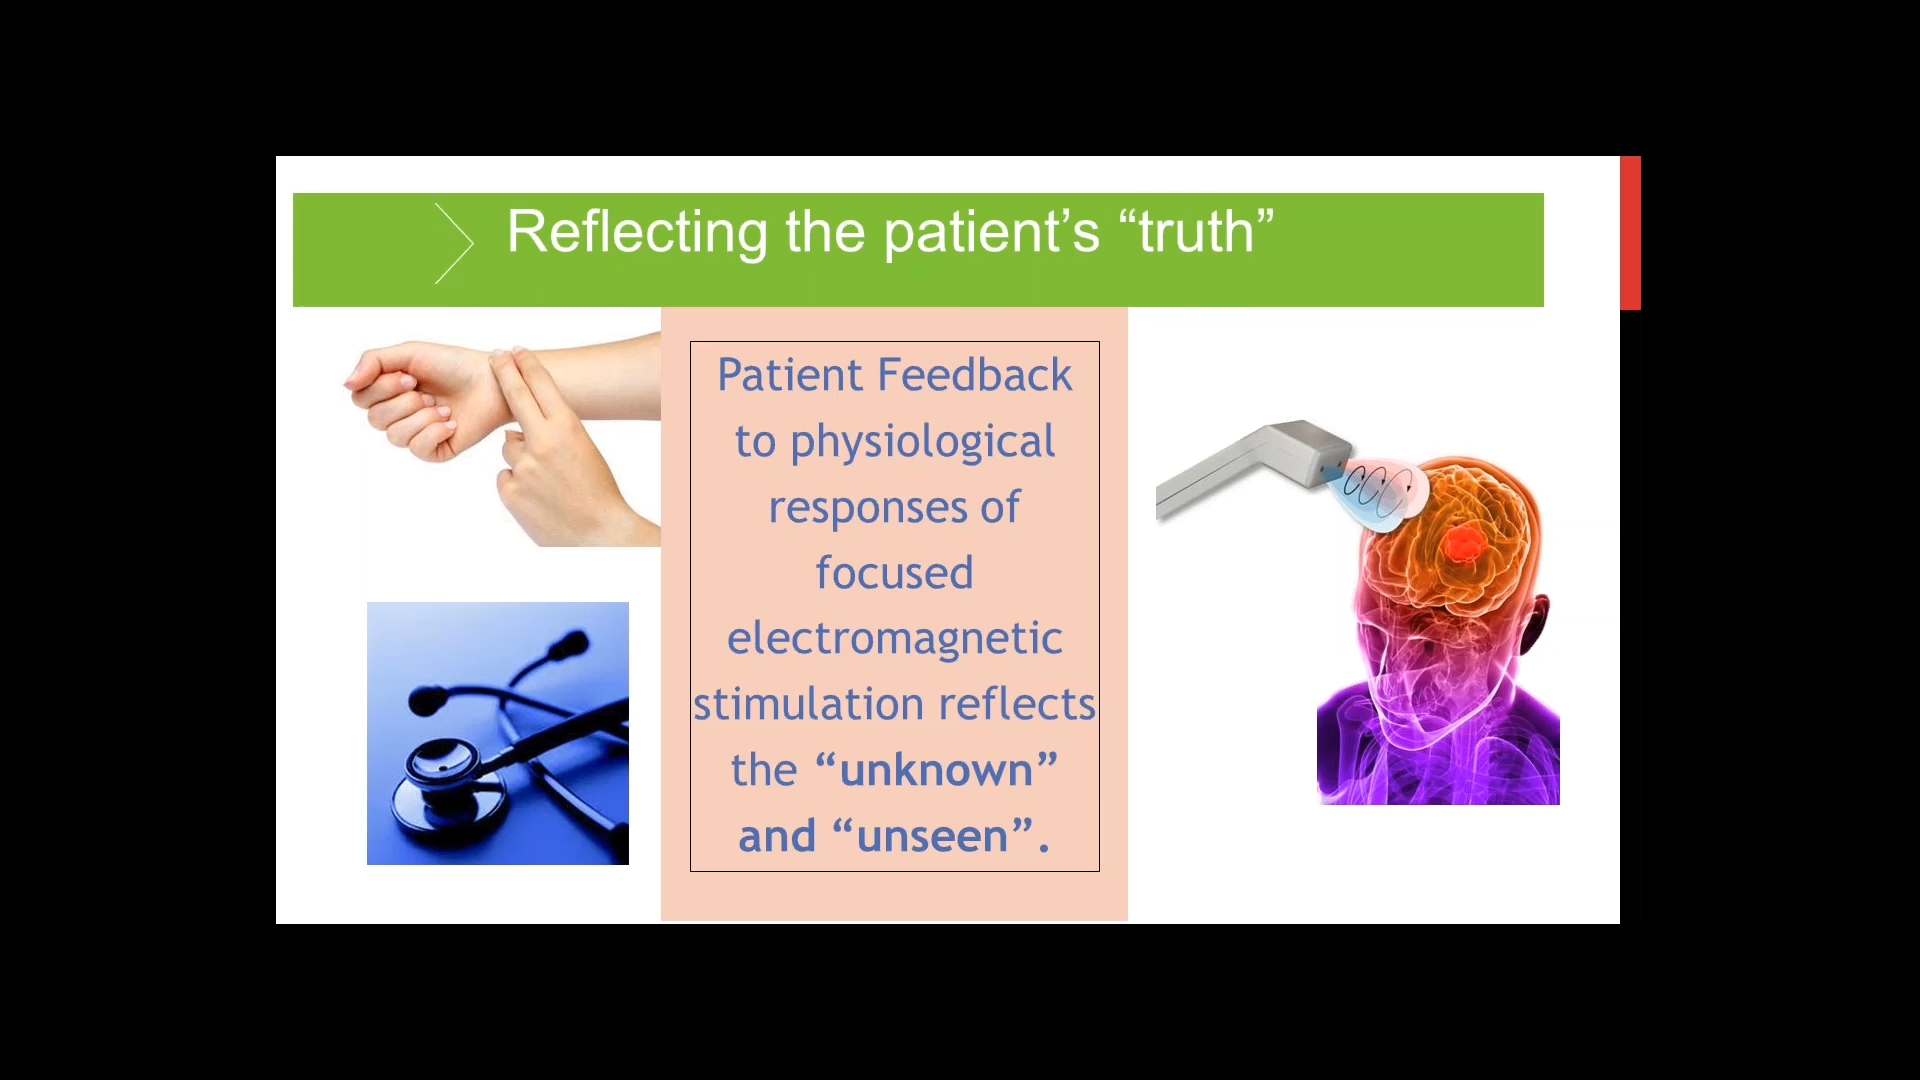 Reflecting the patient’s “truth”
Patient Feedback
to physiological
responses of
focused
electromagnetic
stimulation reflects
the “unknown”
and “unseen”.